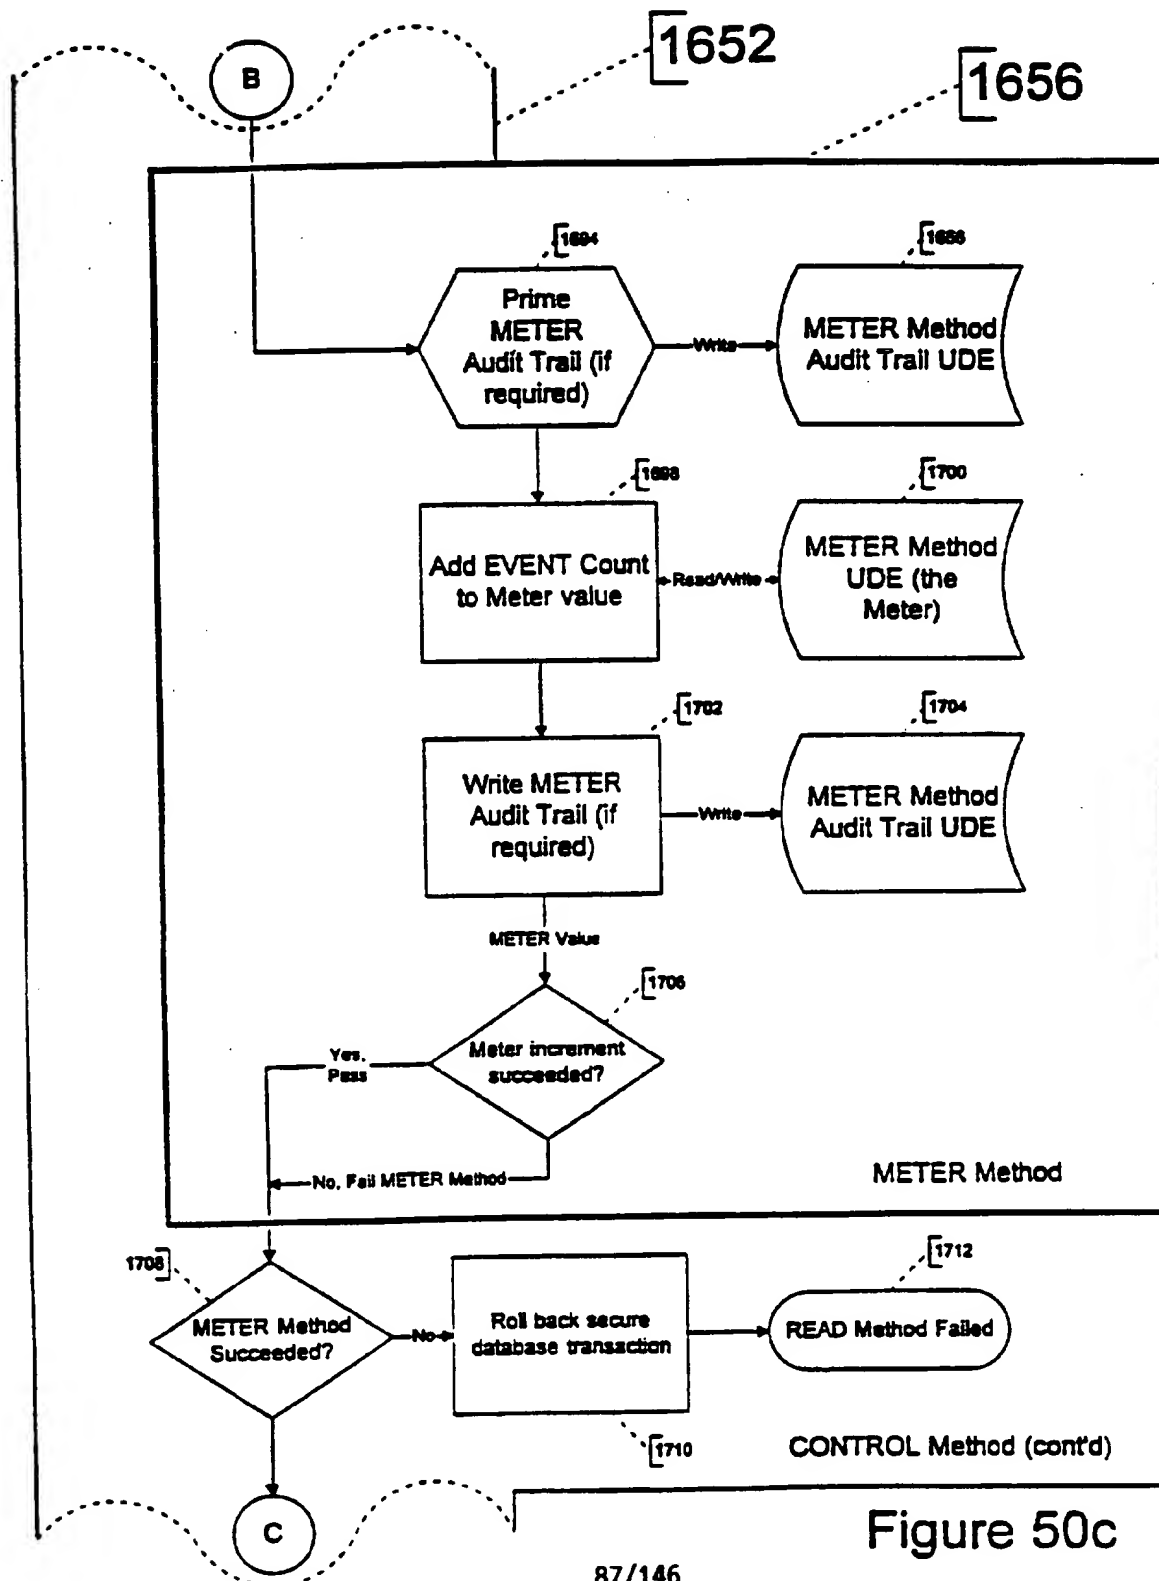 1652
B
1656
1694
Prime
METER
Audit Trail (if
required)
Write
METER Method
Audit Trail UDE
1698
Add EVENT Count
to Meter value
Read/Write
1700
METER Method
UDE (the
Meter)
1702
Write METER
Audit Trail (if
required)
Write
1704
METER Method
Audit Trail UDE
METER Value
1706
Meter increment
succeeded?
Yes,
Pass
No, Fail METER Method
METER Method
1708
METER Method
Succeeded?
No
Roll back secure
database transaction
1710
1712
READ Method Failed
CONTROL Method (cont'd)
C
Figure 50c
87/146